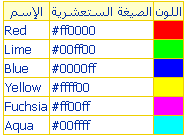 الإسم الصيغة الستعشرية اللون
Red #ff0000
Lime #00ff00
Blue #0000ff
Yellow #ffff00
Fuchsia #ff00ff
Aqua #00ffff